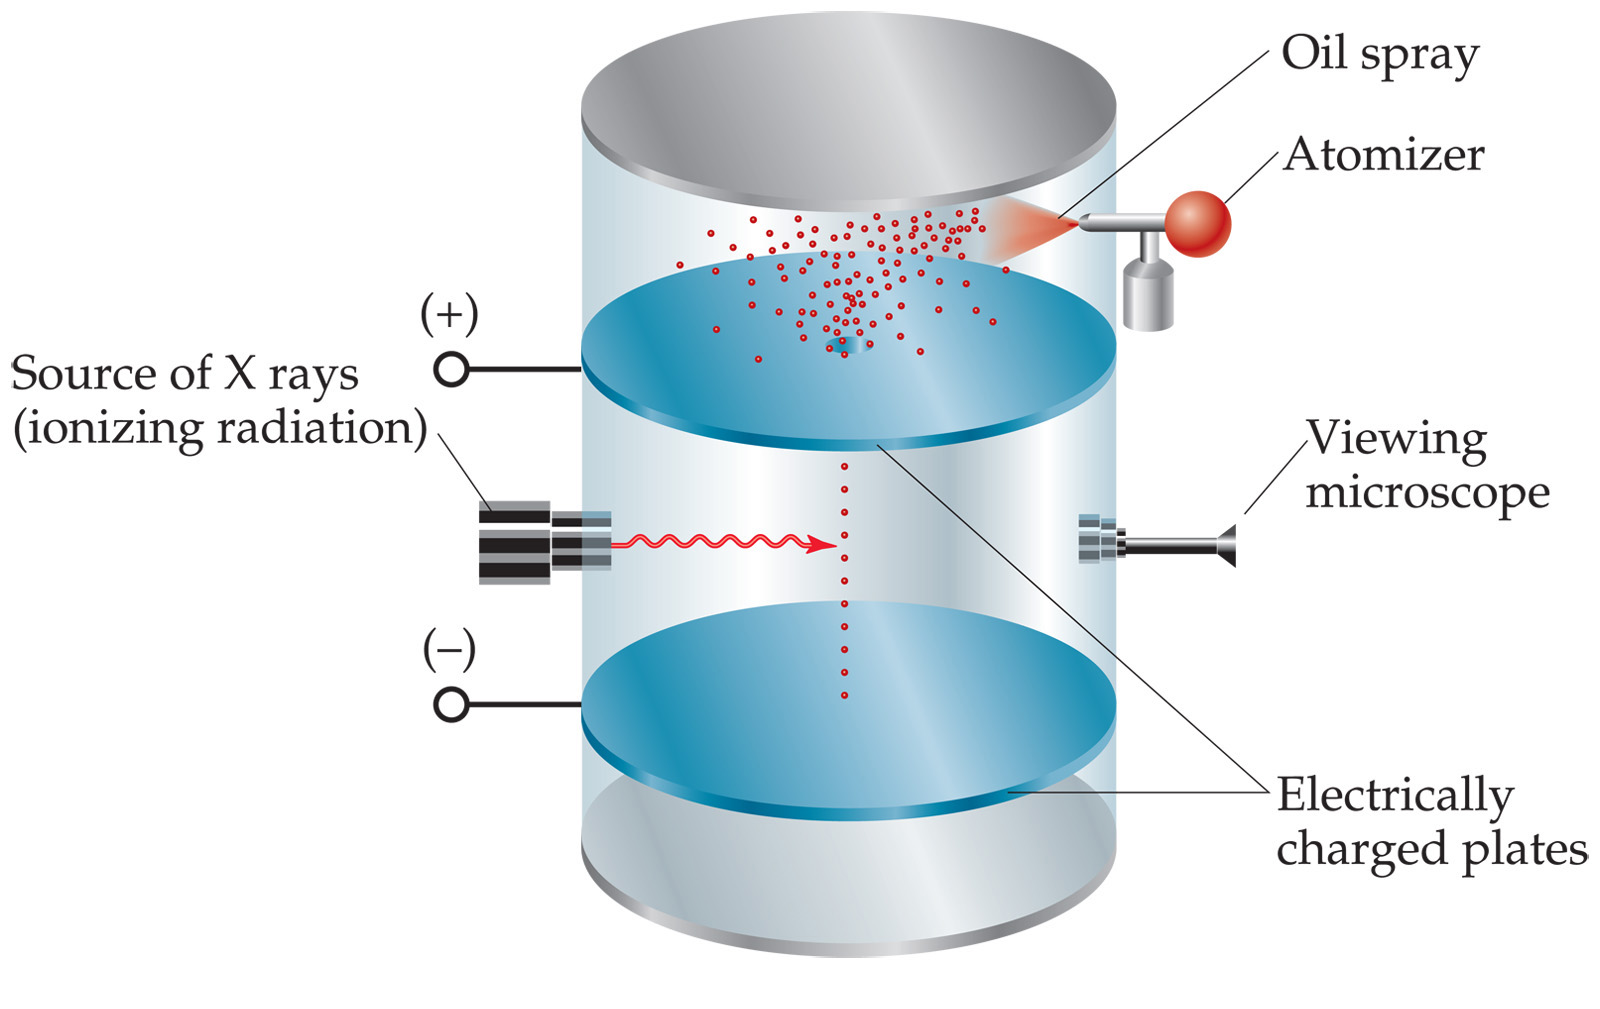 Oil spray
Atomizer
(+)
Source of X rays
(ionizing radiation)
Viewing
microscope
(–)
Electrically
charged plates